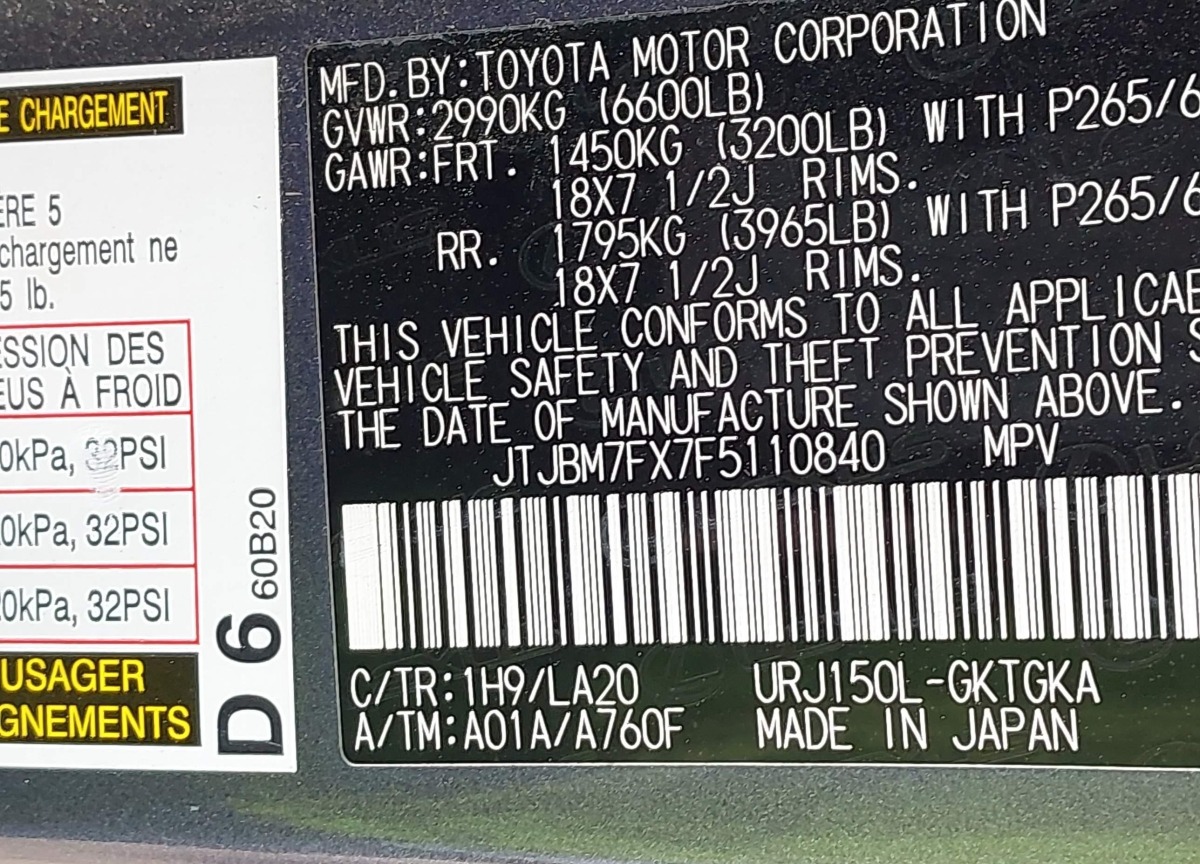 E CHARGEMENT
ÈRE 5
chargement ne
5 lb.
ESSION DES
EUS À FROID
0kPa, 32PSI
0kPa, 32PSI
20kPa, 32PSI
USAGER
GNEMENTS
D 6 60B20
MFD. BY:TOYOTA MOTOR CORPORATION
GVWR:2990KG (6600LB)
GAWR:FRT. 1450KG (3200LB) WITH P265/6
18X7 1/2J RIMS.
RR. 1795KG (3965LB) WITH P265/6
18X7 1/2J RIMS.
THIS VEHICLE CONFORMS TO ALL APPLICAB
VEHICLE SAFETY AND THEFT PREVENTION S
THE DATE OF MANUFACTURE SHOWN ABOVE.
JTJBM7FX7F5110840 MPV
C/TR:1H9/LA20 URJ150L-GKTGKA
A/TM:A01A/A760F MADE IN JAPAN